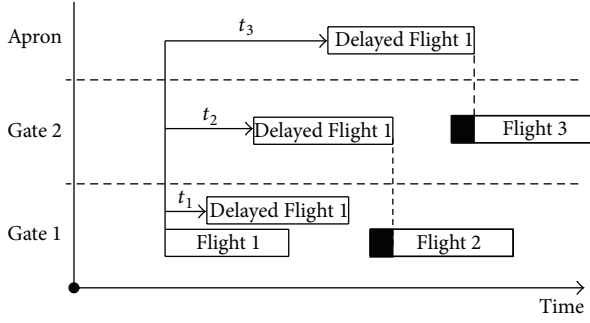 Apron
t3
Delayed Flight 1
Gate 2
t2
Delayed Flight 1
Flight 3
t1
Delayed Flight 1
Gate 1
Flight 1
Flight 2
Time